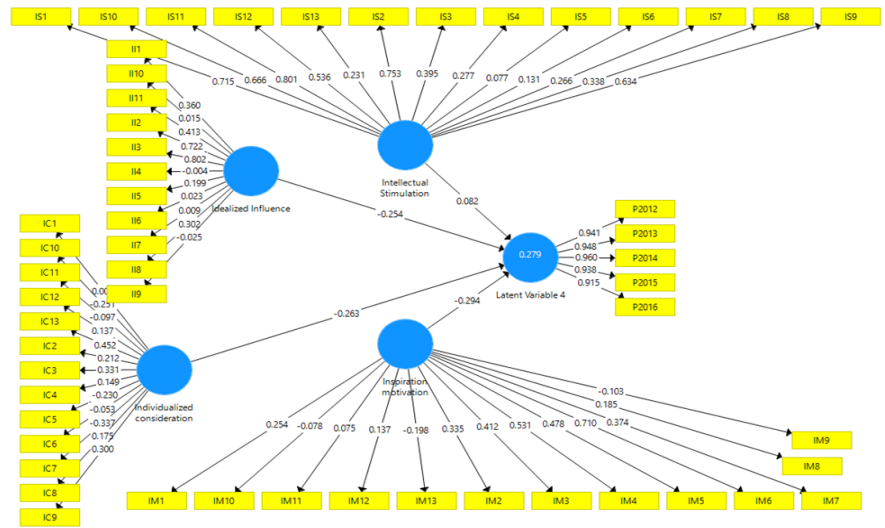 IS1 IS10 IS11 IS12 IS13 IS2 IS3 IS4 IS5 IS6 IS7 IS8 IS9
0.715 0.666 0.801 0.536 0.231 0.753 0.395 0.277 0.077 0.131 0.266 0.338 0.634
II1
II10
II11
II2
II3
II4
II5
II6
II7
II8
II9
0.360
0.015
0.413
0.722
0.802
-0.004
0.199
0.023
0.009
0.302
-0.025
Intellectual
Stimulation
Idealized Influence
0.082
-0.254
-0.263
-0.294
0.279
Latent Variable 4
0.941
0.948
0.960
0.938
0.915
P2012
P2013
P2014
P2015
P2016
IC1
IC10
IC11
IC12
IC13
IC2
IC3
IC4
IC5
IC6
IC7
IC8
IC9
-0.251
-0.097
0.137
0.452
0.212
0.331
0.149
-0.230
-0.053
-0.337
0.175
0.300
Individualized
consideration
Inspiration
motivation
0.254 -0.078 0.075 0.137 -0.198 0.335 0.412 0.531 0.478 0.710 0.374
0.185
-0.103
IM9
IM8
IM1 IM10 IM11 IM12 IM13 IM2 IM3 IM4 IM5 IM6 IM7